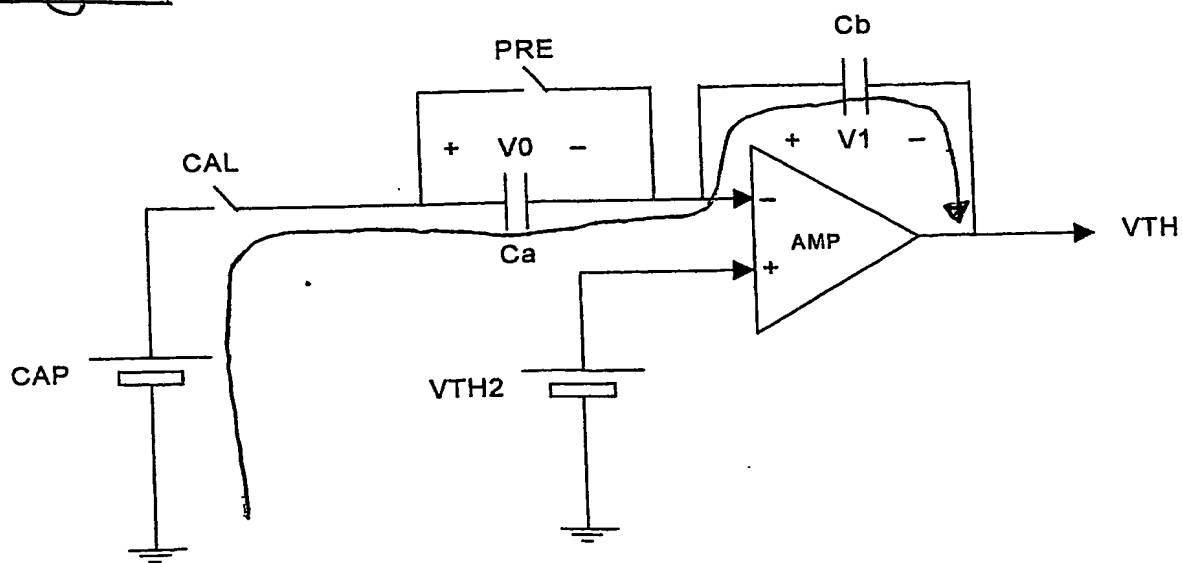 Cb
PRE
+ V0 −
+ V1 −
CAL
−
Ca
AMP
VTH
+
CAP
VTH2